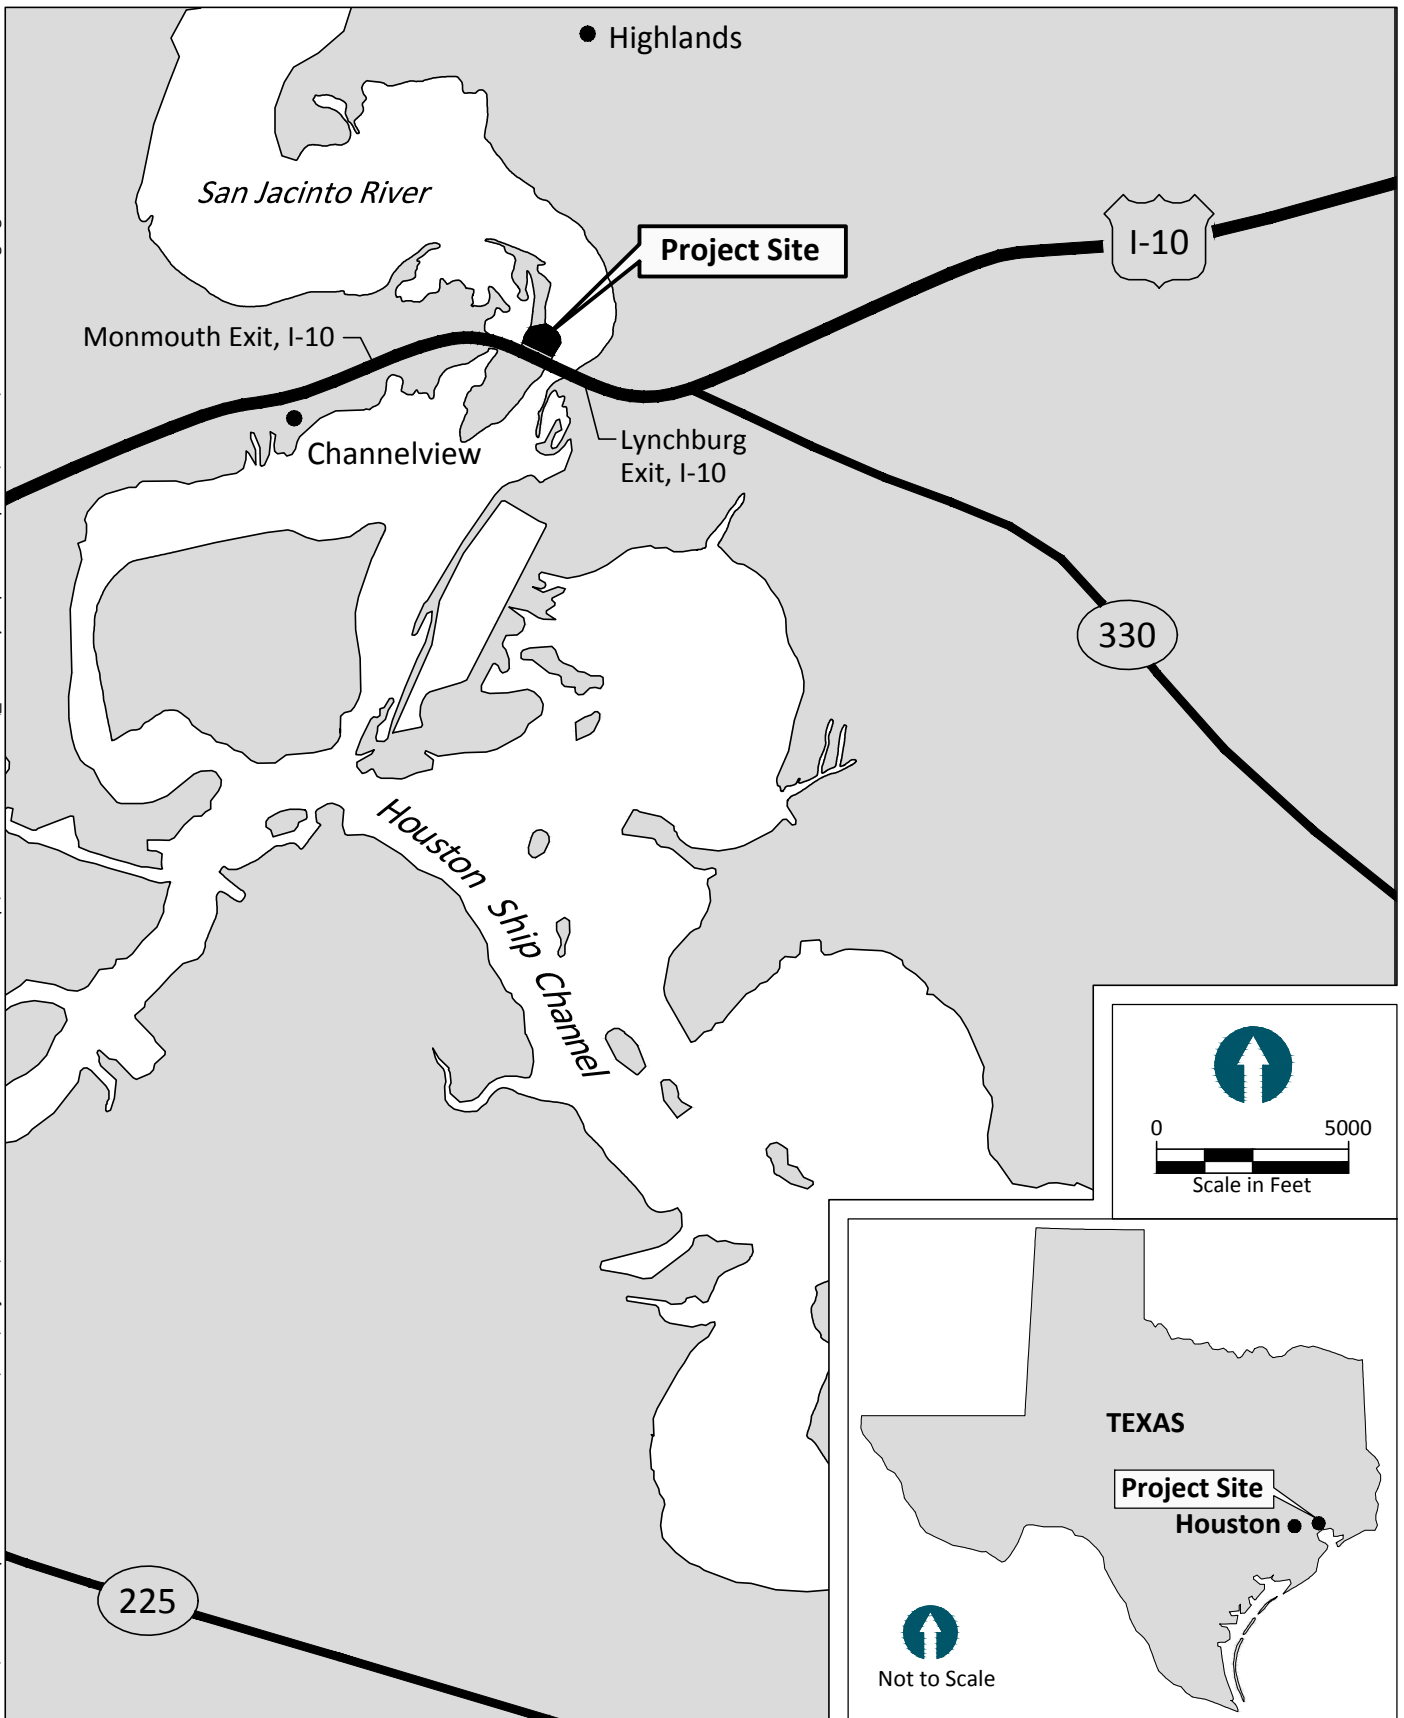 Highlands
San Jacinto River
Project Site
I-10
Monmouth Exit, I-10
Channelview
Lynchburg
Exit, I-10
330
Houston Ship Channel
0 5000
Scale in Feet
TEXAS
Project Site
Houston
225
Not to Scale